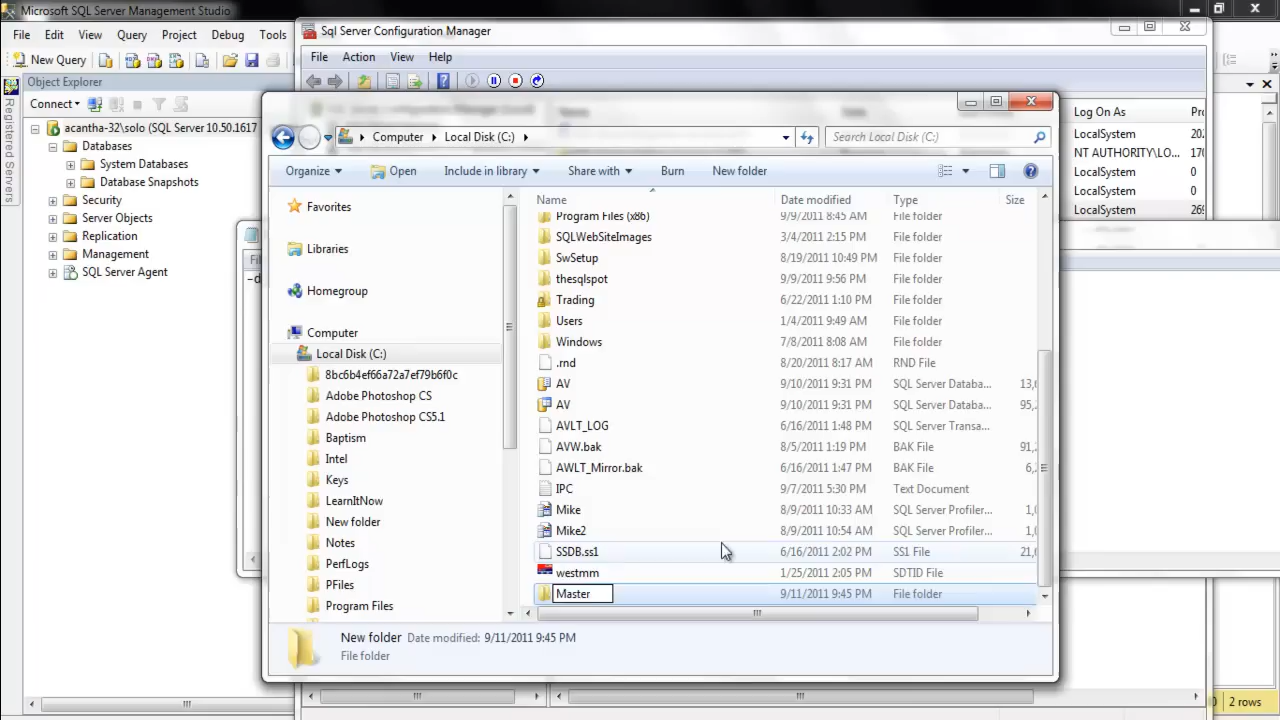 Microsoft SQL Server Management Studio
File Edit View Query Project Debug Tools
New Query
Object Explorer
Connect
Registered Servers
acantha-32\solo (SQL Server 10.50.1617
Databases
System Databases
Database Snapshots
Security
Server Objects
Replication
Management
SQL Server Agent
Sql Server Configuration Manager
File Action View Help
Log On As
LocalSystem
NT AUTHORITY\LO...
LocalSystem
LocalSystem
LocalSystem
Computer Local Disk (C:)
Search Local Disk (C:)
Organize Open Include in library Share with Burn New folder
Favorites
Libraries
Homegroup
Computer
Local Disk (C:)
8bc6b4ef66a72a7ef79b6f0c
Adobe Photoshop CS
Adobe Photoshop CS5.1
Baptism
Intel
Keys
LearnItNow
New folder
Notes
PerfLogs
PFiles
Program Files
Name Date modified Type Size
Program Files (x86) 9/9/2011 8:45 AM File folder
SQLWebSiteImages 3/4/2011 2:15 PM File folder
SwSetup 8/19/2011 10:49 PM File folder
thesqlspot 9/9/2011 9:56 PM File folder
Trading 6/22/2011 1:10 PM File folder
Users 1/4/2011 9:49 AM File folder
Windows 7/8/2011 8:08 AM File folder
.rnd 8/20/2011 8:17 AM RND File
AV 9/10/2011 9:31 PM SQL Server Databa... 13,
AV 9/10/2011 9:31 PM SQL Server Databa... 95,
AVLT_LOG 6/16/2011 1:48 PM SQL Server Transa...
AVW.bak 8/5/2011 1:19 PM BAK File 91,
AWLT_Mirror.bak 6/16/2011 1:47 PM BAK File 6,
IPC 9/7/2011 5:30 PM Text Document
Mike 8/9/2011 10:33 AM SQL Server Profiler... 1,
Mike2 8/9/2011 10:54 AM SQL Server Profiler... 1,
SSDB.ss1 6/16/2011 2:02 PM SS1 File 21,
westmm 1/25/2011 2:05 PM SDTID File
Master 9/11/2011 9:45 PM File folder
New folder Date modified: 9/11/2011 9:45 PM
File folder
2 rows